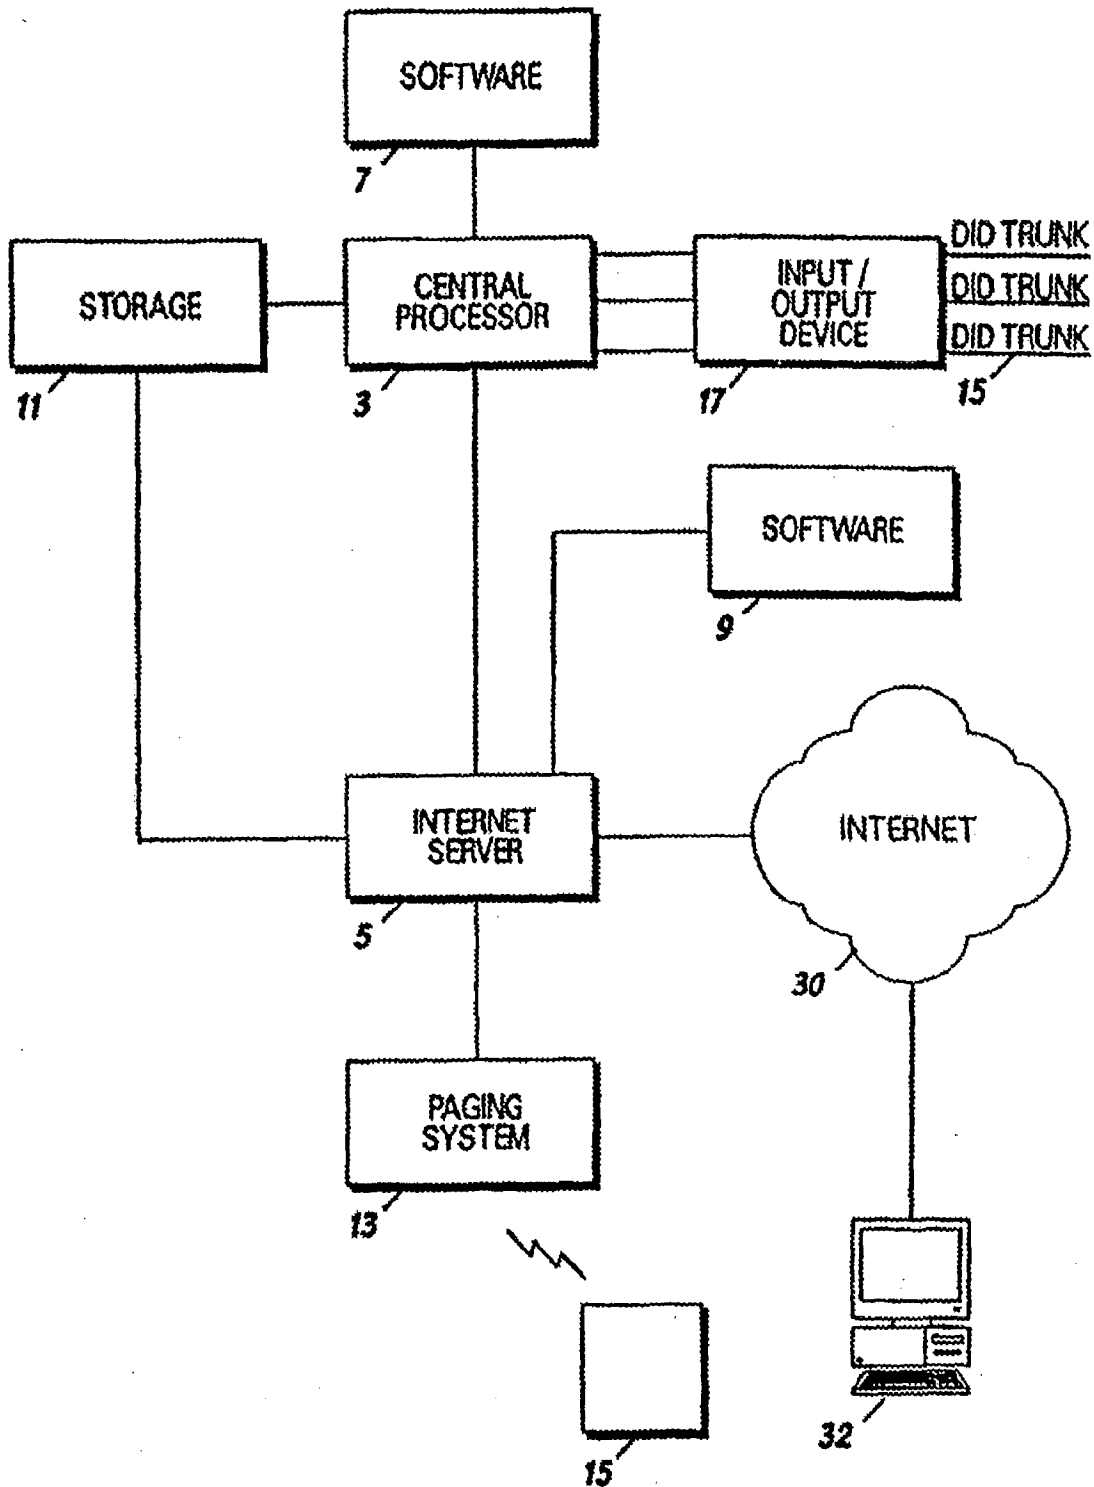 SOFTWARE
7
DID TRUNK
STORAGE
CENTRAL
PROCESSOR
INPUT /
OUTPUT
DEVICE
DID TRUNK
DID TRUNK
11
3
17
15
SOFTWARE
9
INTERNET
SERVER
INTERNET
5
30
PAGING
SYSTEM
13
32
15